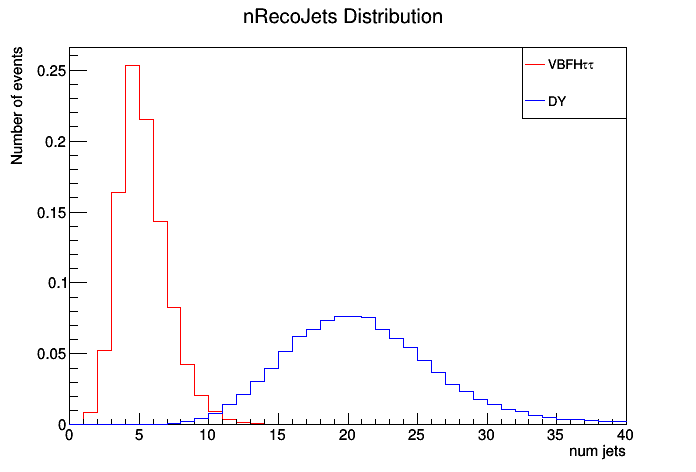 nRecoJets Distribution
Number of events
0.25
0.2
0.15
0.1
0.05
0
VBFHττ
DY
0 5 10 15 20 25 30 35 40
num jets